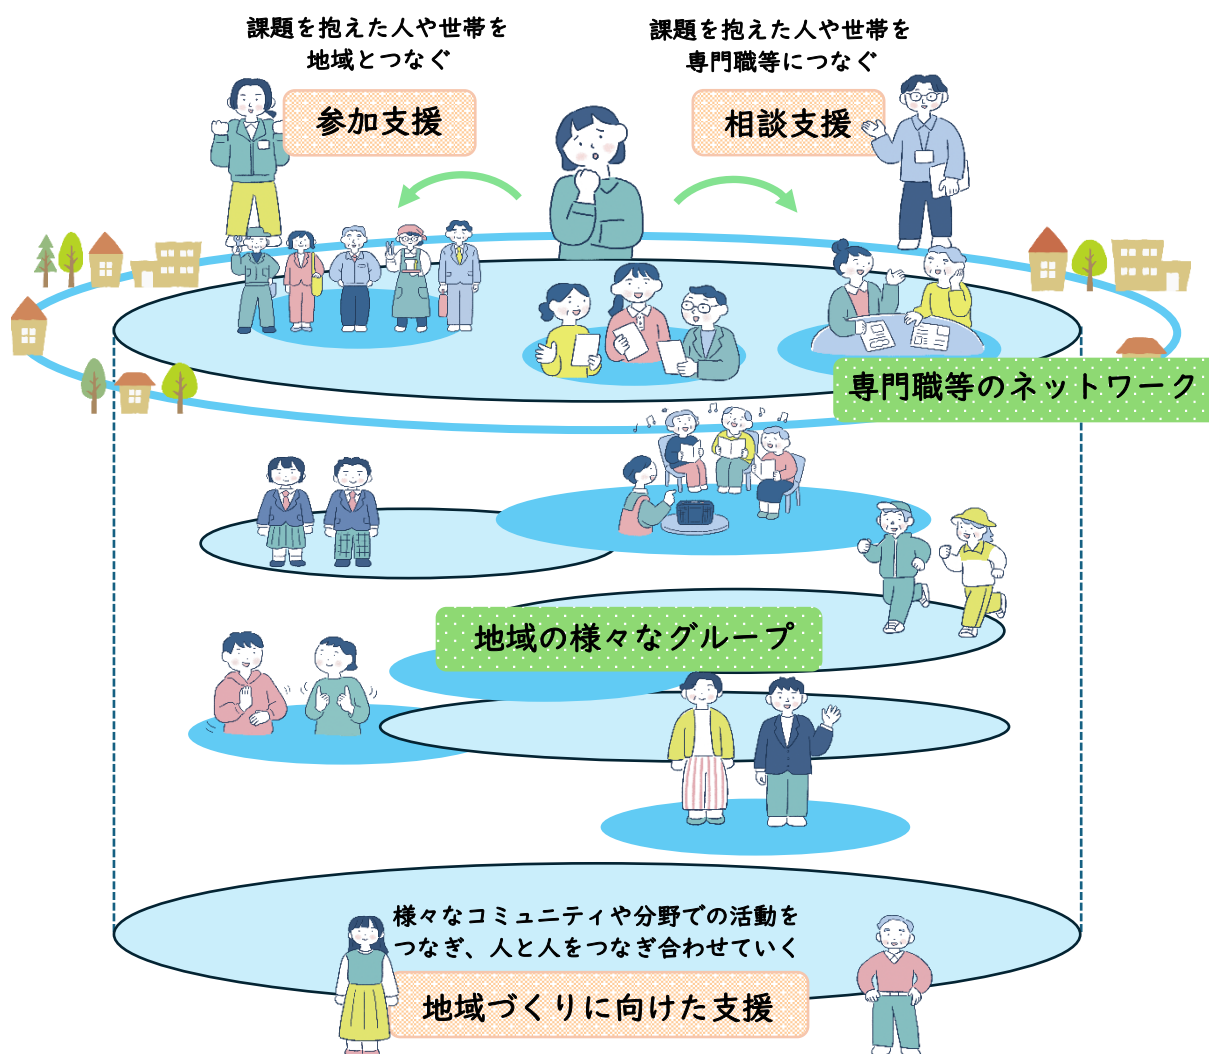 課題を抱えた人や世帯を
地域とつなぐ
参加支援
課題を抱えた人や世帯を
専門職等につなぐ
相談支援
専門職等のネットワーク
地域の様々なグループ
様々なコミュニティや分野での活動を
つなぎ、人と人をつなぎ合わせていく
地域づくりに向けた支援